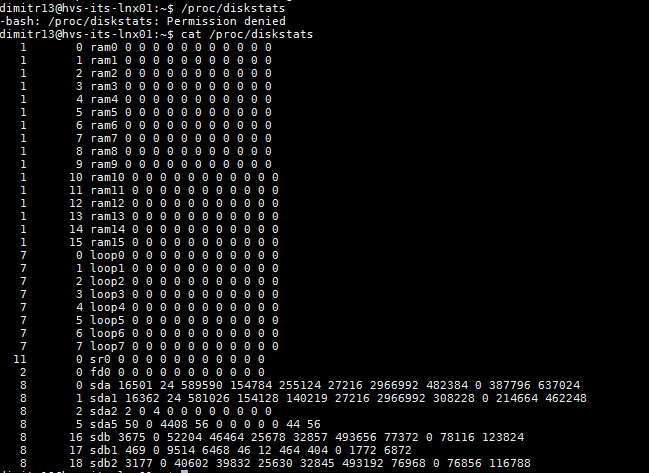 dimitr13@hvs-its-lnx01:~$ /proc/diskstats
-bash: /proc/diskstats: Permission denied
dimitr13@hvs-its-lnx01:~$ cat /proc/diskstats
1 0 ram0 0 0 0 0 0 0 0 0 0 0 0
1 1 ram1 0 0 0 0 0 0 0 0 0 0 0
1 2 ram2 0 0 0 0 0 0 0 0 0 0 0
1 3 ram3 0 0 0 0 0 0 0 0 0 0 0
1 4 ram4 0 0 0 0 0 0 0 0 0 0 0
1 5 ram5 0 0 0 0 0 0 0 0 0 0 0
1 6 ram6 0 0 0 0 0 0 0 0 0 0 0
1 7 ram7 0 0 0 0 0 0 0 0 0 0 0
1 8 ram8 0 0 0 0 0 0 0 0 0 0 0
1 9 ram9 0 0 0 0 0 0 0 0 0 0 0
1 10 ram10 0 0 0 0 0 0 0 0 0 0 0
1 11 ram11 0 0 0 0 0 0 0 0 0 0 0
1 12 ram12 0 0 0 0 0 0 0 0 0 0 0
1 13 ram13 0 0 0 0 0 0 0 0 0 0 0
1 14 ram14 0 0 0 0 0 0 0 0 0 0 0
1 15 ram15 0 0 0 0 0 0 0 0 0 0 0
7 0 loop0 0 0 0 0 0 0 0 0 0 0 0
7 1 loop1 0 0 0 0 0 0 0 0 0 0 0
7 2 loop2 0 0 0 0 0 0 0 0 0 0 0
7 3 loop3 0 0 0 0 0 0 0 0 0 0 0
7 4 loop4 0 0 0 0 0 0 0 0 0 0 0
7 5 loop5 0 0 0 0 0 0 0 0 0 0 0
7 6 loop6 0 0 0 0 0 0 0 0 0 0 0
7 7 loop7 0 0 0 0 0 0 0 0 0 0 0
11 0 sr0 0 0 0 0 0 0 0 0 0 0 0
2 0 fd0 0 0 0 0 0 0 0 0 0 0 0
8 0 sda 16501 24 589590 154784 255124 27216 2966992 482384 0 387796 637024
8 1 sda1 16362 24 581026 154128 140219 27216 2966992 308228 0 214664 462248
8 2 sda2 2 0 4 0 0 0 0 0 0 0 0
8 5 sda5 50 0 4408 56 0 0 0 0 0 44 56
8 16 sdb 3675 0 52204 46464 25678 32857 493656 77372 0 78116 123824
8 17 sdb1 469 0 9514 6468 46 12 464 404 0 1772 6872
8 18 sdb2 3177 0 40602 39832 25630 32845 493192 76968 0 76856 116788